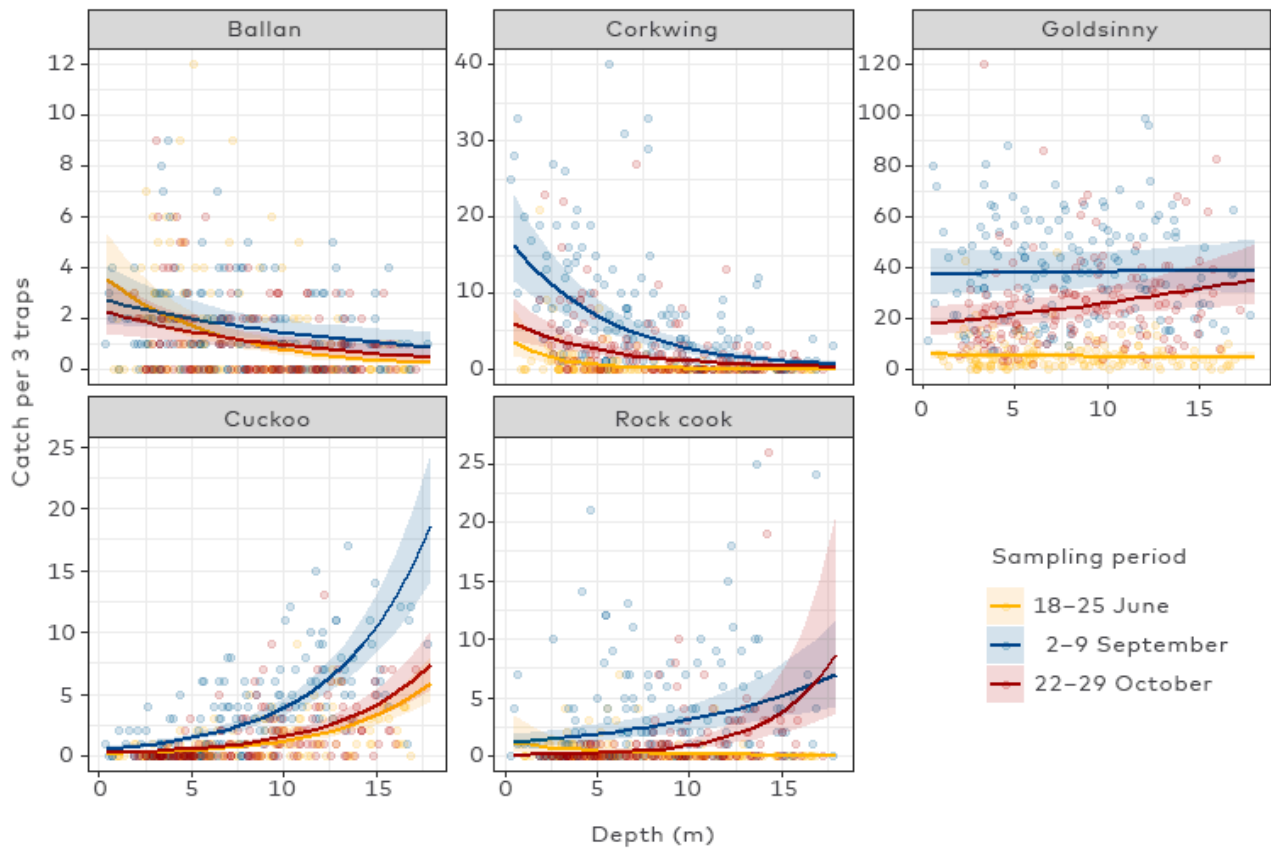 Ballan
Corkwing
Goldsinny
12
10
8
6
4
2
0
40
30
20
10
0
120
100
80
60
40
20
0
0 5 10 15
Catch per 3 traps
Cuckoo
Rock cook
25
20
15
10
5
0
25
20
15
10
5
0
0 5 10 15
0 5 10 15
Depth (m)
Sampling period
18–25 June
2–9 September
22–29 October